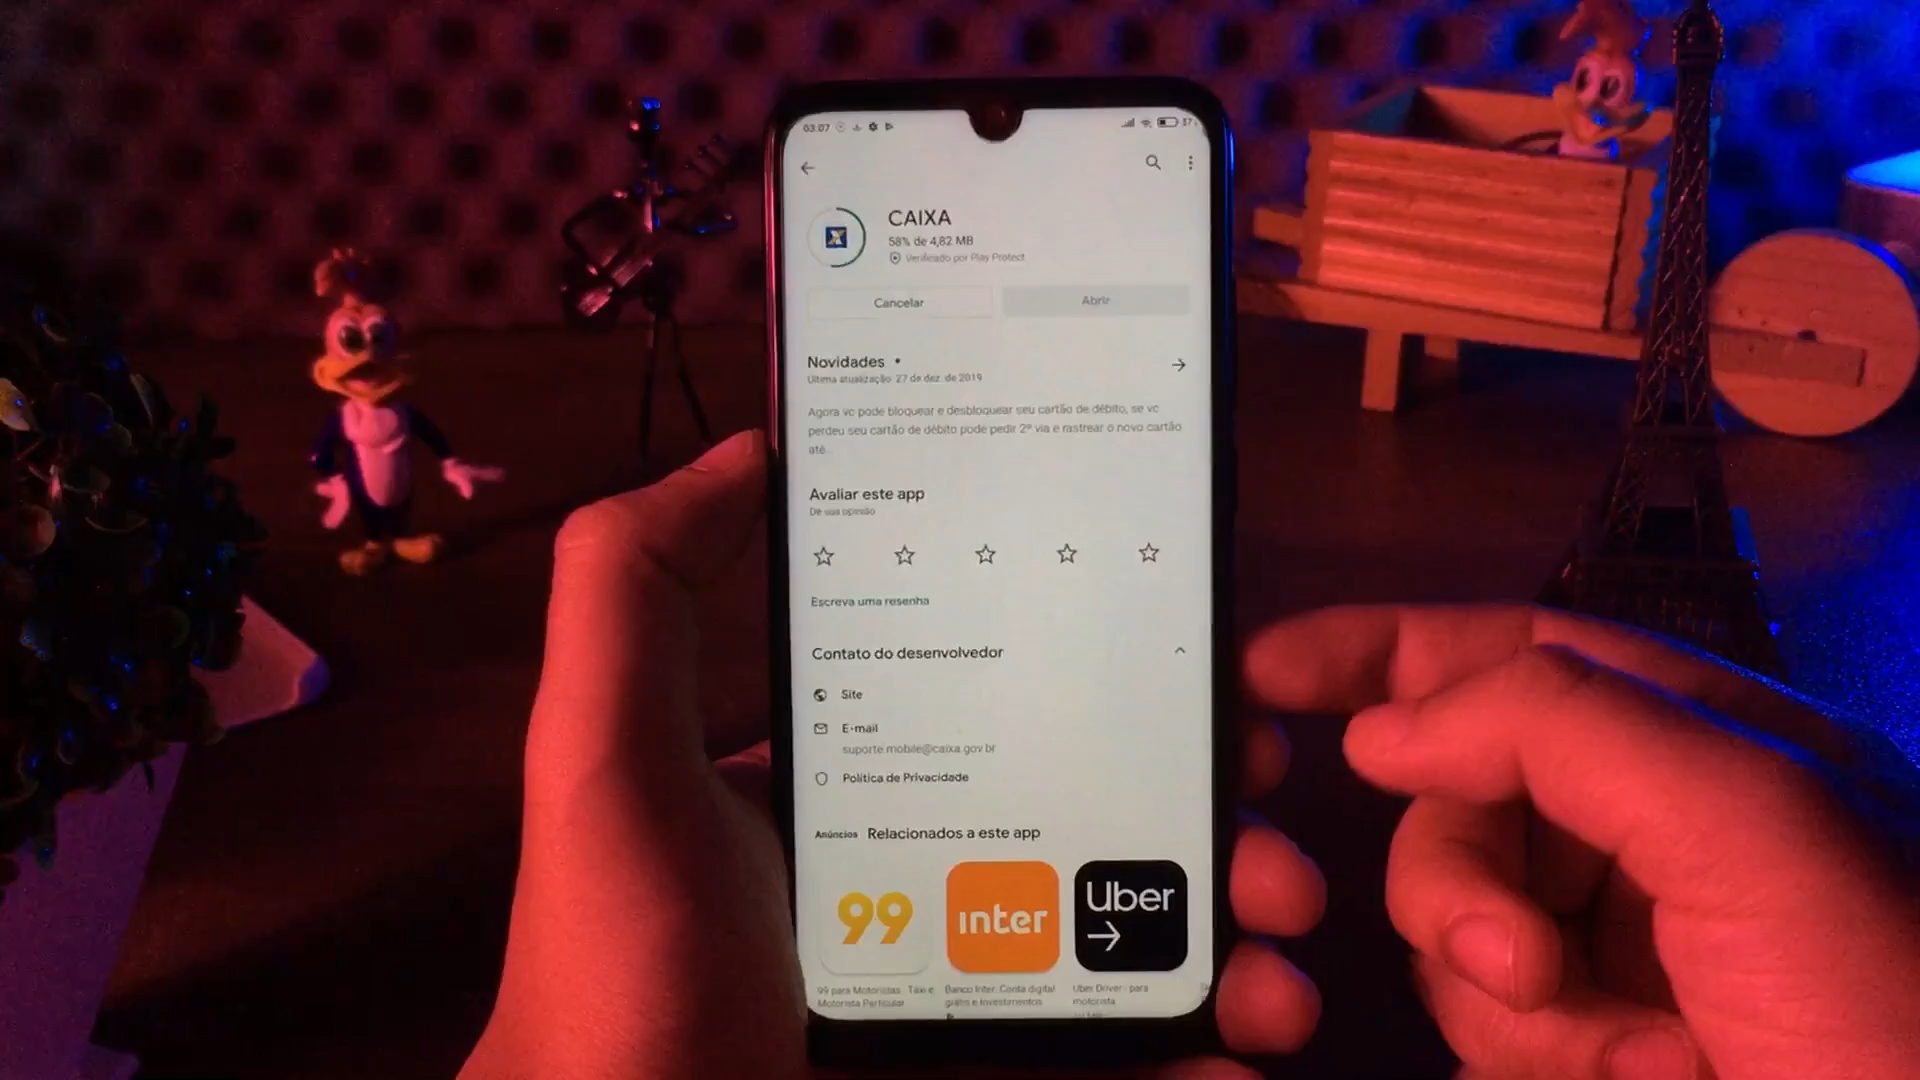 03:07
37
CAIXA
58% de 4,82 MB
Verificado por Play Protect
Cancelar
Abrir
Novidades •
Última atualização 27 de dez. de 2019
Agora vc pode bloquear e desbloquear seu cartão de débito, se vc
perdeu seu cartão de débito pode pedir 2ª via e rastrear o novo cartão
até
Avaliar este app
Dê sua opinião
Escreva uma resenha
Contato do desenvolvedor
Site
E-mail
suporte.mobile@caixa.gov.br
Política de Privacidade
Anúncios Relacionados a este app
99
inter
Uber
99 para Motoristas - Táxi e
Motorista Particular
Banco Inter: Conta digital
grátis e Investimentos
Uber Driver - para
motorista